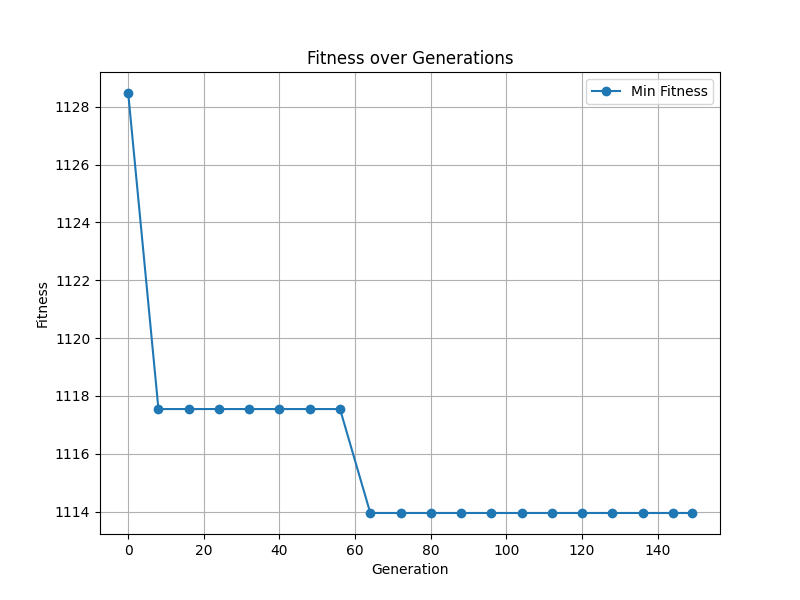 Fitness over Generations
Min Fitness
1128
1126
1124
1122
1120
1118
1116
1114
Fitness
0 20 40 60 80 100 120 140
Generation